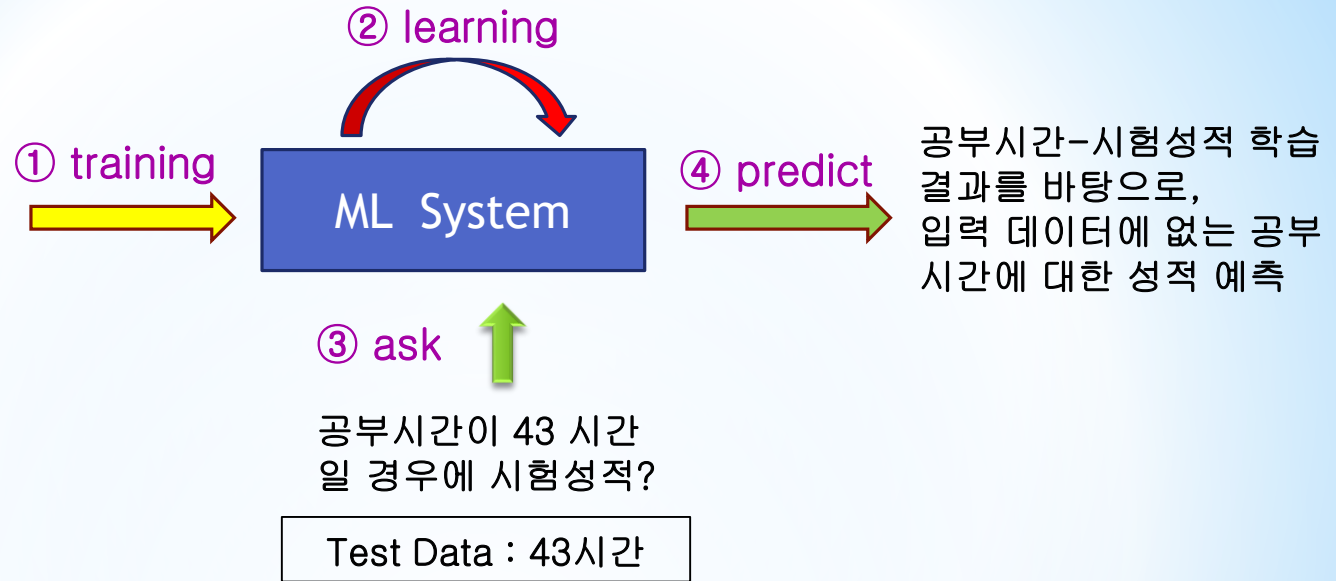 ② learning
① training
ML System
④ predict
공부시간-시험성적 학습
결과를 바탕으로,
입력 데이터에 없는 공부
시간에 대한 성적 예측
③ ask
공부시간이 43 시간
일 경우에 시험성적?
Test Data : 43시간